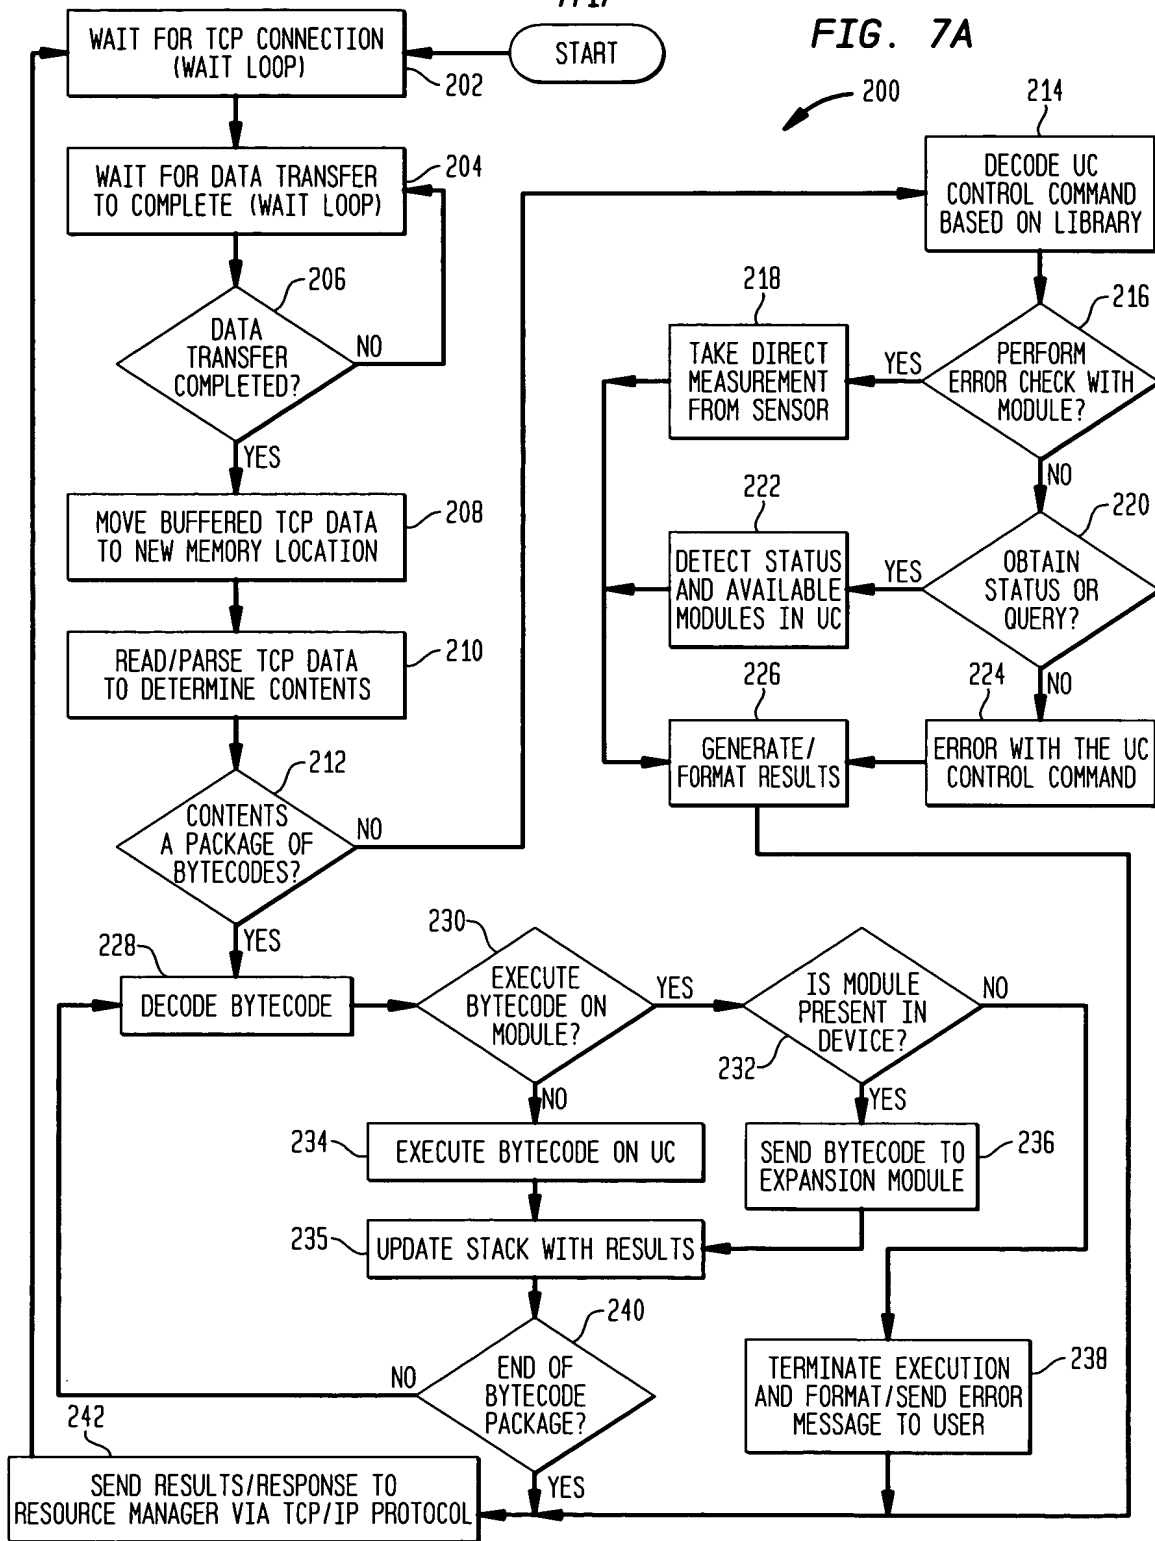 FIG. 7A
START
WAIT FOR TCP CONNECTION
(WAIT LOOP)
202
200
214
DECODE UC
CONTROL COMMAND
BASED ON LIBRARY
WAIT FOR DATA TRANSFER
TO COMPLETE (WAIT LOOP)
204
206
DATA
TRANSFER
COMPLETED?
NO
YES
216
PERFORM
ERROR CHECK WITH
MODULE?
YES
NO
218
TAKE DIRECT
MEASUREMENT
FROM SENSOR
MOVE BUFFERED TCP DATA
TO NEW MEMORY LOCATION
208
220
OBTAIN
STATUS OR
QUERY?
YES
NO
222
DETECT STATUS
AND AVAILABLE
MODULES IN UC
READ/PARSE TCP DATA
TO DETERMINE CONTENTS
210
224
ERROR WITH THE UC
CONTROL COMMAND
226
GENERATE/
FORMAT RESULTS
212
CONTENTS
A PACKAGE OF
BYTECODES?
NO
YES
228
DECODE BYTECODE
230
EXECUTE
BYTECODE ON
MODULE?
YES
NO
IS MODULE
PRESENT IN
DEVICE?
232
NO
YES
234
EXECUTE BYTECODE ON UC
SEND BYTECODE TO
EXPANSION MODULE
236
235
UPDATE STACK WITH RESULTS
240
END OF
BYTECODE
PACKAGE?
NO
YES
TERMINATE EXECUTION
AND FORMAT/SEND ERROR
MESSAGE TO USER
238
242
SEND RESULTS/RESPONSE TO
RESOURCE MANAGER VIA TCP/IP PROTOCOL